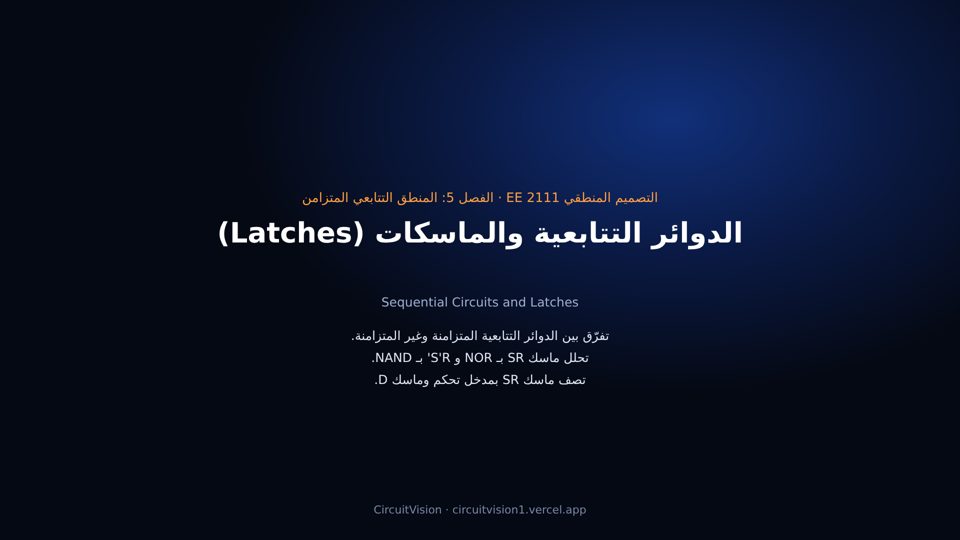 التصميم المنطقي EE 2111 · الفصل 5: المنطق التتابعي المتزامن
الدوائر التتابعية والماسكات (Latches)
Sequential Circuits and Latches
تفرّق بين الدوائر التتابعية المتزامنة وغير المتزامنة.
تحلل ماسك SR بـ NOR و S'R' بـ NAND.
تصف ماسك SR بمدخل تحكم وماسك D.
CircuitVision · circuitvision1.vercel.app